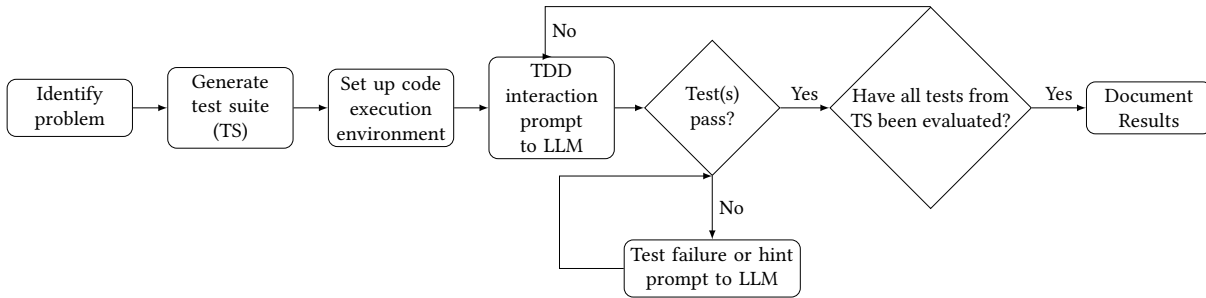 Identify
problem
Generate
test suite
(TS)
Set up code
execution
environment
TDD
interaction
prompt
to LLM
No
Test(s)
pass?
Yes
Have all tests from
TS been evaluated?
Yes
Document
Results
No
Test failure or hint
prompt to LLM